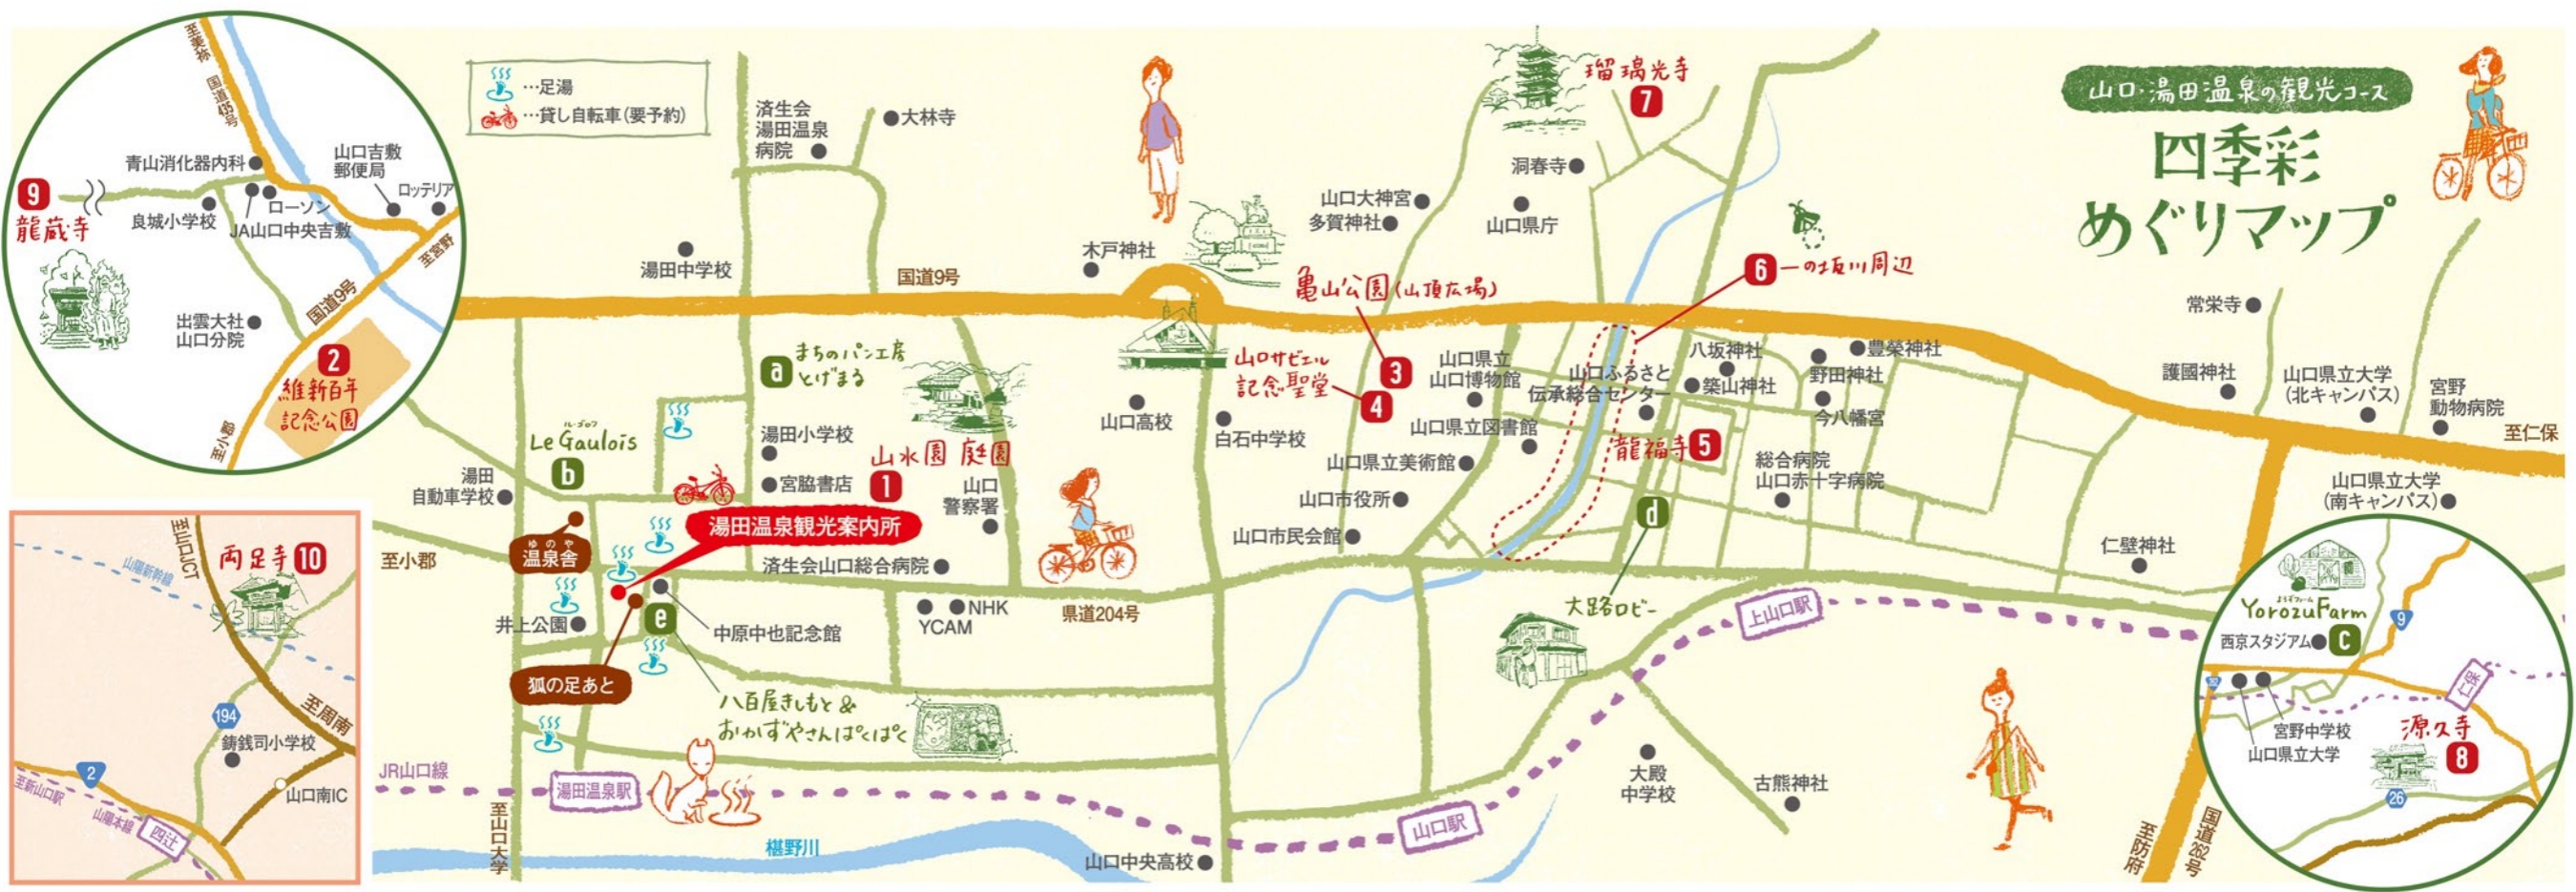 山口・湯田温泉の観光コース
四季彩
めぐりマップ
…足湯
…貸し自転車(要予約)
至美祢
国道435号
青山消化器内科
山口吉敷
郵便局
ロッテリア
9
龍蔵寺
良城小学校
ローソン
JA山口中央吉敷
至宮野
国道9号
出雲大社
山口分院
2
維新百年
記念公園
至小郡
済生会
湯田温泉
病院
大林寺
湯田中学校
国道9号
木戸神社
瑠璃光寺
7
洞春寺
山口大神宮
多賀神社
山口県庁
6
一の坂川周辺
亀山公園(山頂広場)
3
山口サビエル
記念聖堂
4
山口県立
山口博物館
山口ふるさと
伝承総合センター
八坂神社
築山神社
豊榮神社
野田神社
今八幡宮
常栄寺
護國神社
山口県立大学
(北キャンパス)
宮野
動物病院
至仁保
山口県立大学
(南キャンパス)
a
まちのパン工房
とげまる
ル・ゴロワ
Le Gaulois
b
湯田小学校
宮脇書店
山水園 庭園
1
山口
警察署
山口高校
白石中学校
山口県立図書館
山口県立美術館
山口市役所
山口市民会館
龍福寺
5
総合病院
山口赤十字病院
d
大路ロビー
仁壁神社
湯田
自動車学校
ゆのや
温泉舎
湯田温泉観光案内所
済生会山口総合病院
至小郡
井上公園
e
中原中也記念館
YCAM
NHK
県道204号
狐の足あと
八百屋きしもと&
おかずやさんぱくぱく
上山口駅
大殿
中学校
古熊神社
JR山口線
湯田温泉駅
至山口大学
椹野川
山口駅
山口中央高校
至防府
国道262号
至山口JCT
山陽新幹線
両足寺
10
至周南
194
鋳銭司小学校
2
山口南IC
至新山口駅
山陽本線
四辻
YorozuFarm
c
西京スタジアム
9
仁保
宮野中学校
山口県立大学
源久寺
8
26